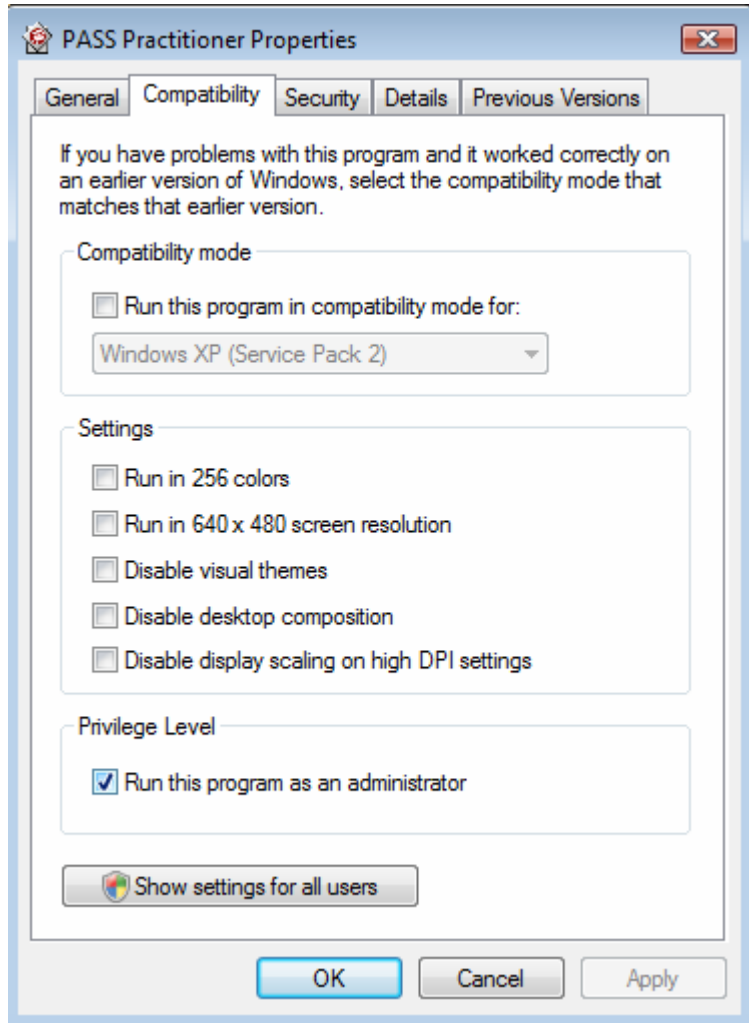 PASS Practitioner Properties
General Compatibility Security Details Previous Versions
If you have problems with this program and it worked correctly on
an earlier version of Windows, select the compatibility mode that
matches that earlier version.
Compatibility mode
Run this program in compatibility mode for:
Windows XP (Service Pack 2)
Settings
Run in 256 colors
Run in 640 x 480 screen resolution
Disable visual themes
Disable desktop composition
Disable display scaling on high DPI settings
Privilege Level
Run this program as an administrator
Show settings for all users
OK Cancel Apply